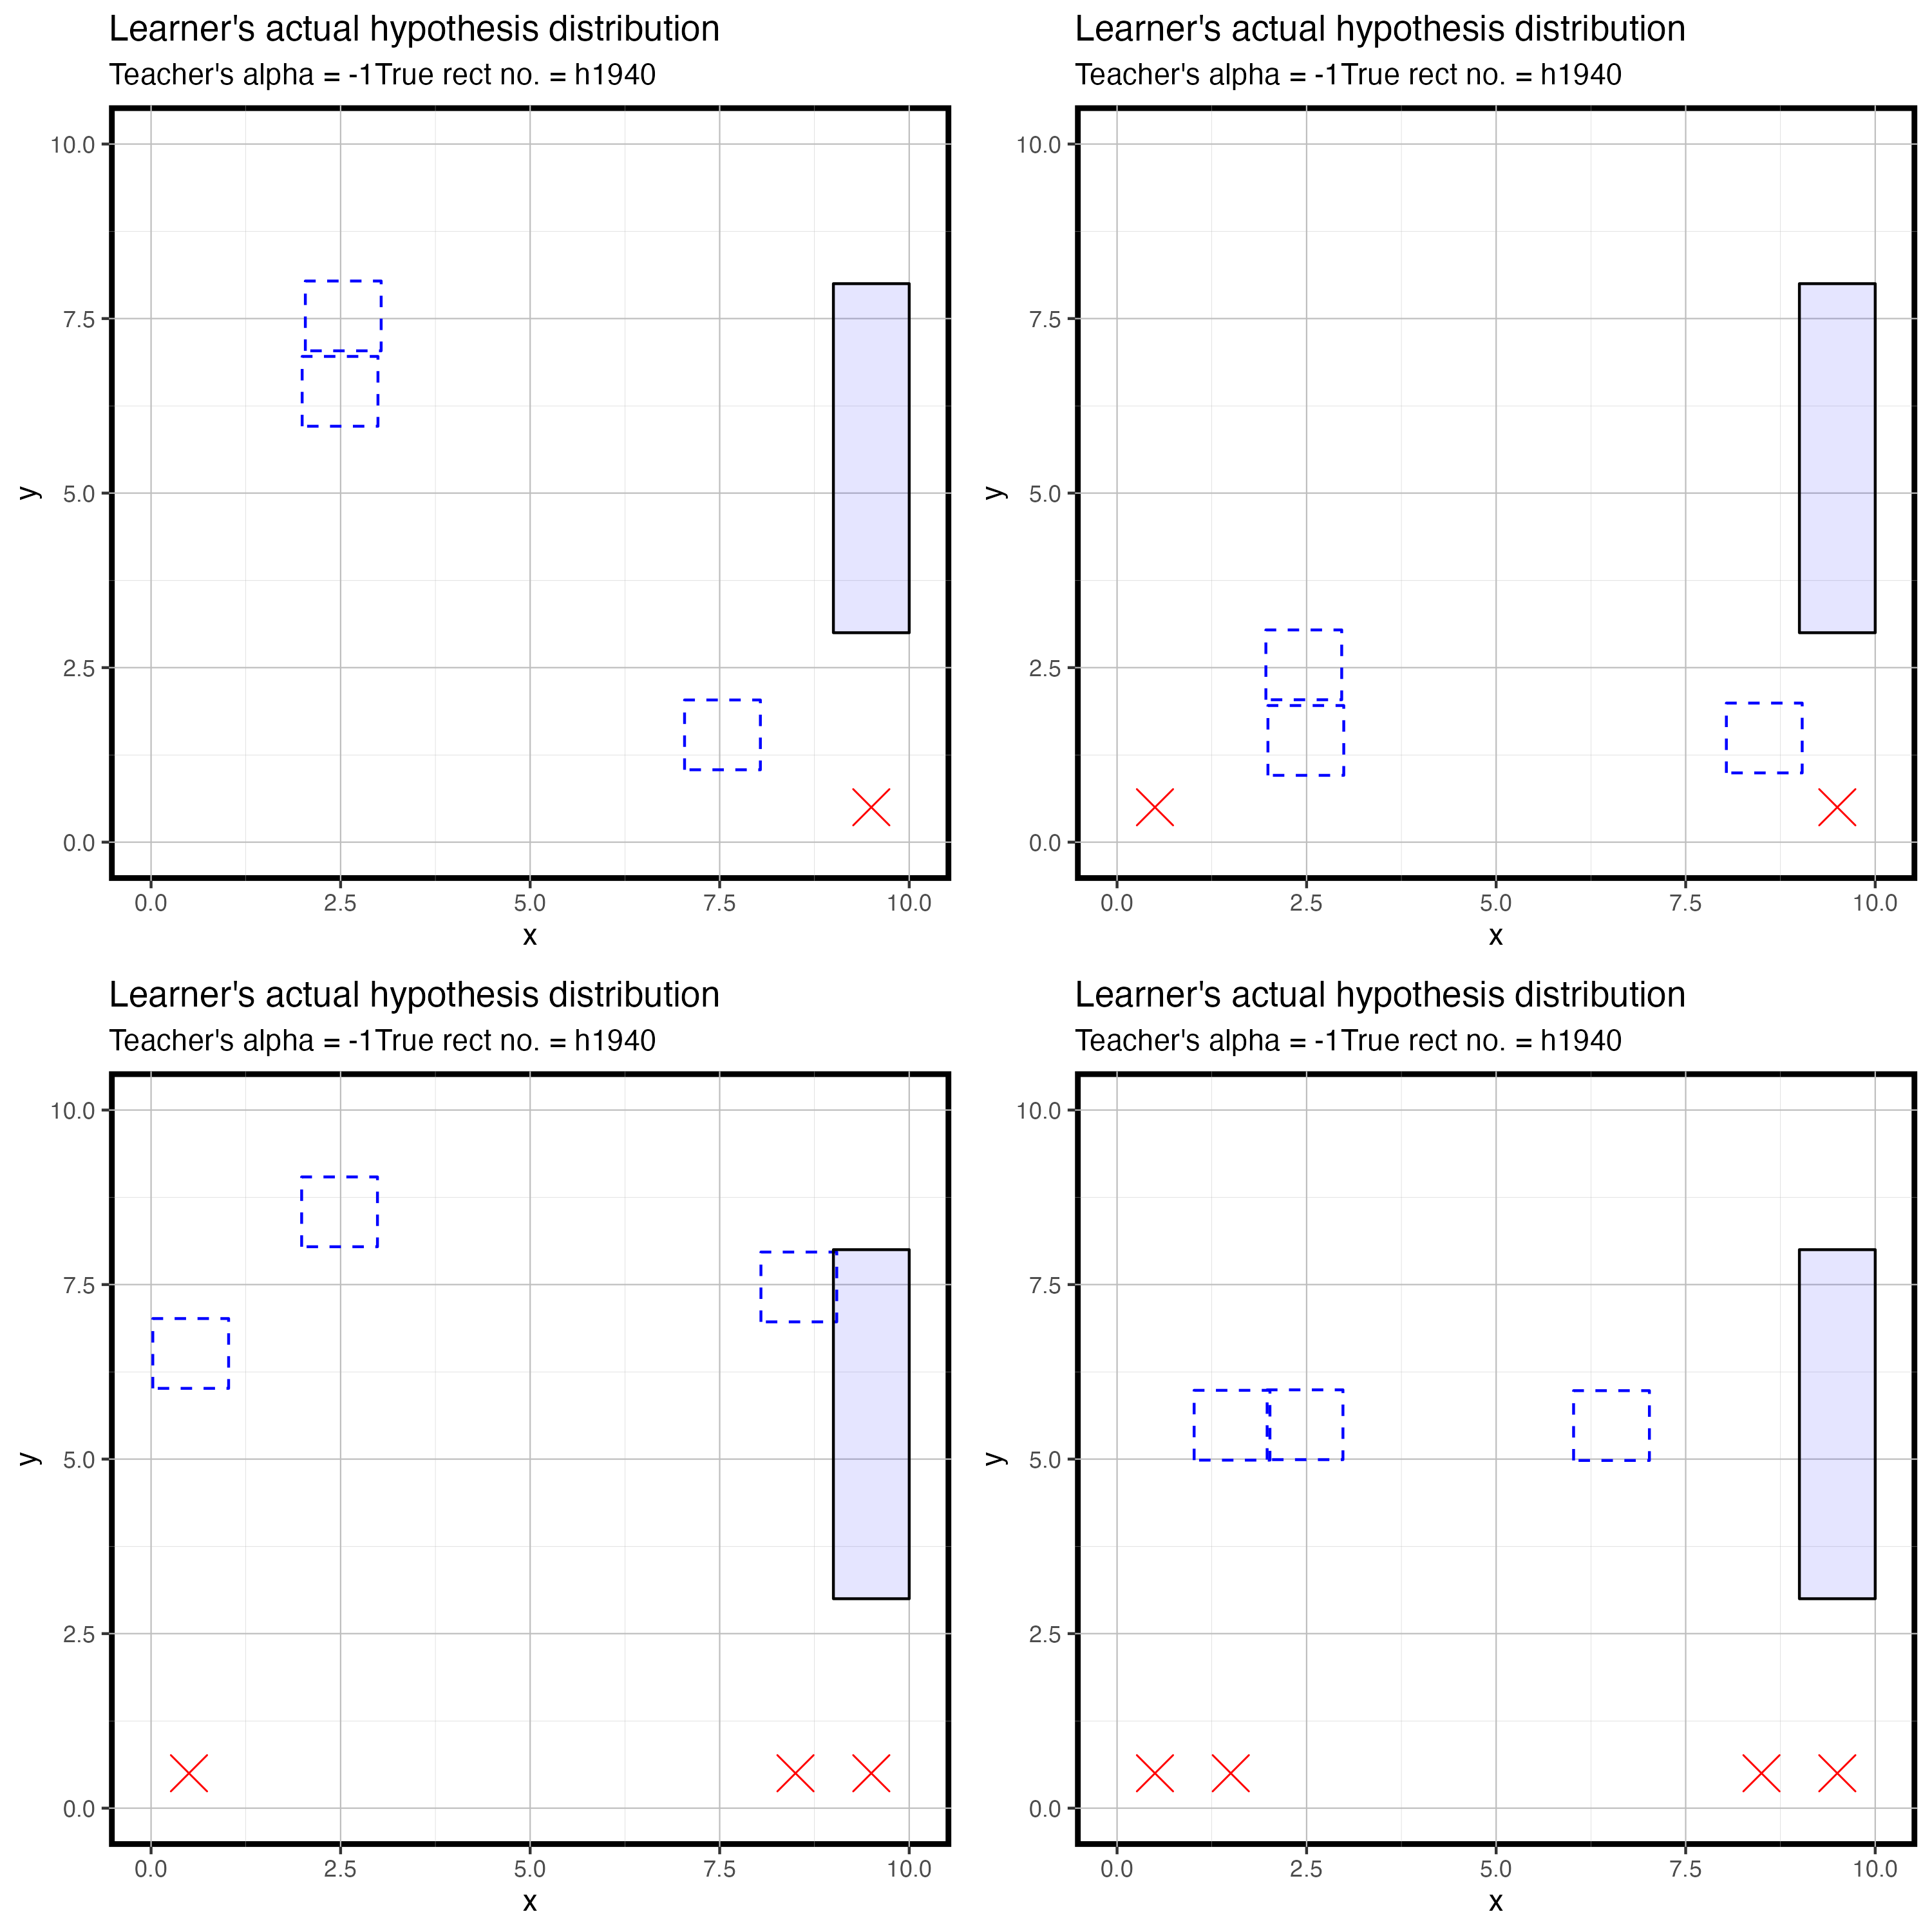 Learner's actual hypothesis distribution
Teacher's alpha = -1True rect no. = h1940
10.0
7.5
5.0
2.5
0.0
y
0.0 2.5 5.0 7.5 10.0
x
Learner's actual hypothesis distribution
Teacher's alpha = -1True rect no. = h1940
10.0
7.5
5.0
2.5
0.0
y
0.0 2.5 5.0 7.5 10.0
x
Learner's actual hypothesis distribution
Teacher's alpha = -1True rect no. = h1940
10.0
7.5
5.0
2.5
0.0
y
0.0 2.5 5.0 7.5 10.0
x
Learner's actual hypothesis distribution
Teacher's alpha = -1True rect no. = h1940
10.0
7.5
5.0
2.5
0.0
y
0.0 2.5 5.0 7.5 10.0
x